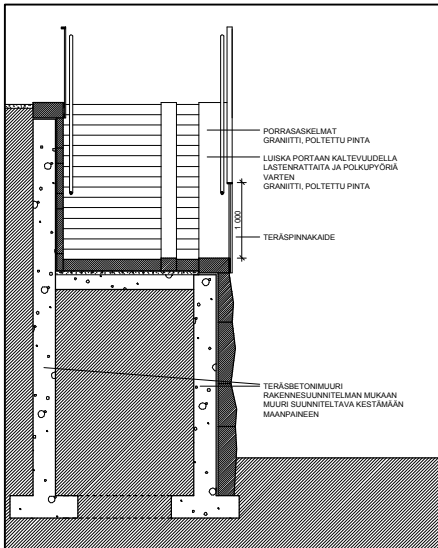 PORRASASKELMAT
GRANIITTI, POLTETTU PINTA
LUISKA PORTAAN KALTEVUUDELLA
LASTENRATTAITA JA POLKUPYÖRIÄ
VARTEN
GRANIITTI, POLTETTU PINTA
1 000
TERÄSPINNAKAIDE
TERÄSBETONIMUURI
RAKENNESUUNNITELMAN MUKAAN
MUURI SUUNNITELTAVA KESTÄMÄÄN
MAANPAINEEN